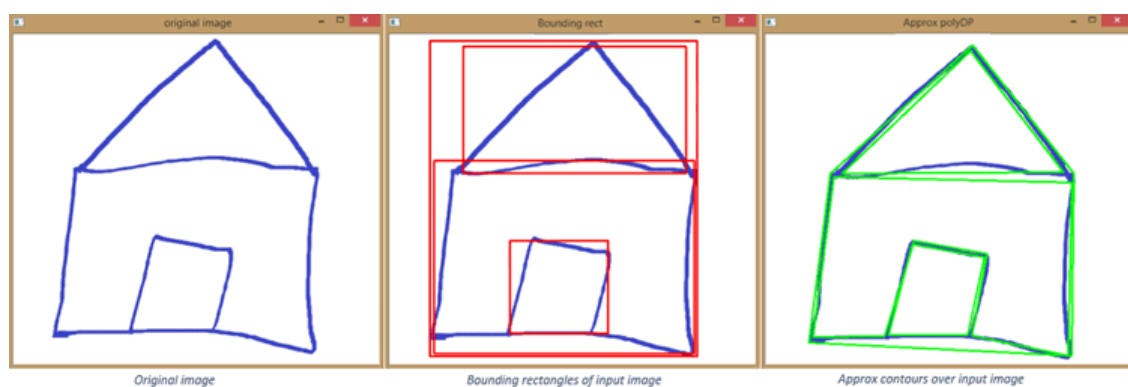 original image
Bounding rect
Approx polyDP
Original image
Bounding rectangles of input image
Approx contours over input image